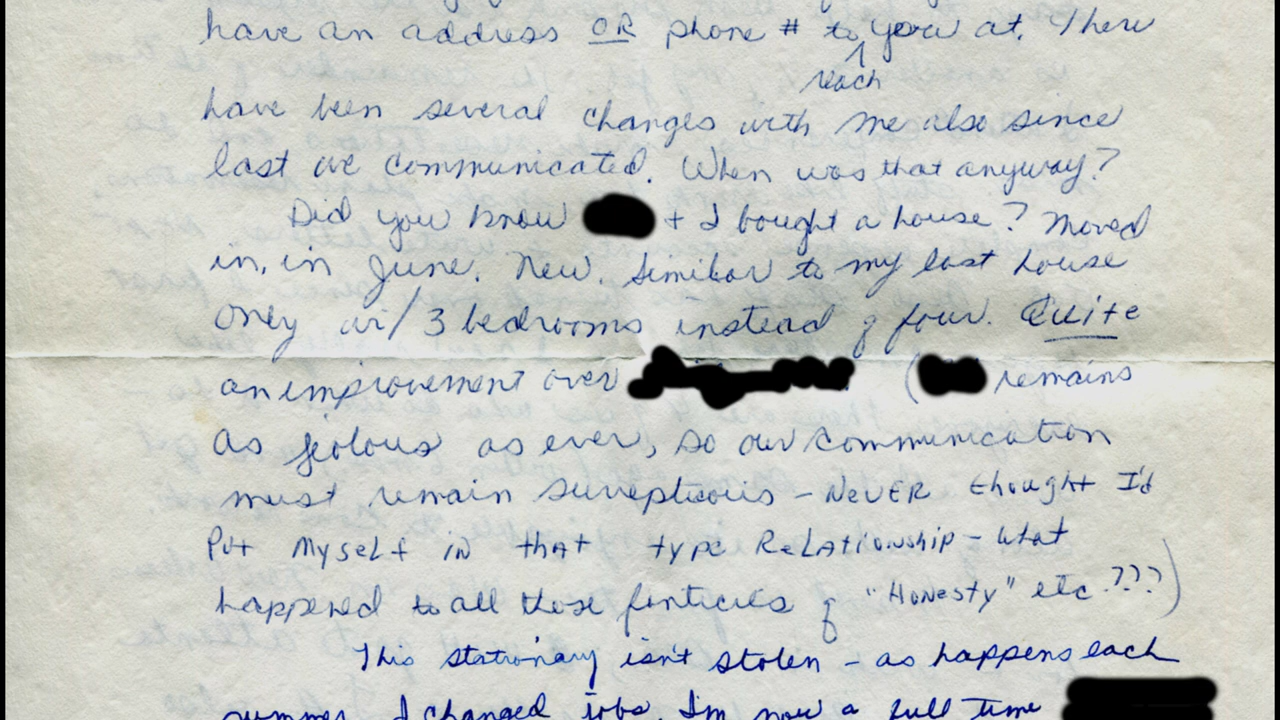 have an address OR phone # to you at. There
reach
have been several changes with me also since
last we communicated. When was that anyway?
Did you know + I bought a house? Moved
in, in June. New. Similar to my last house
only w/ 3 bedrooms instead of four. Quite
an improvement over ( remains
as jealous as ever, so our communication
must remain surrepticous - NEVER thought I'd
Put Myself in that type Relationship - what
happened to all those fanticies of "Honesty" etc.???)
This stationary isn't stolen - as happens each
summer I changed jobs. I'm now a full time